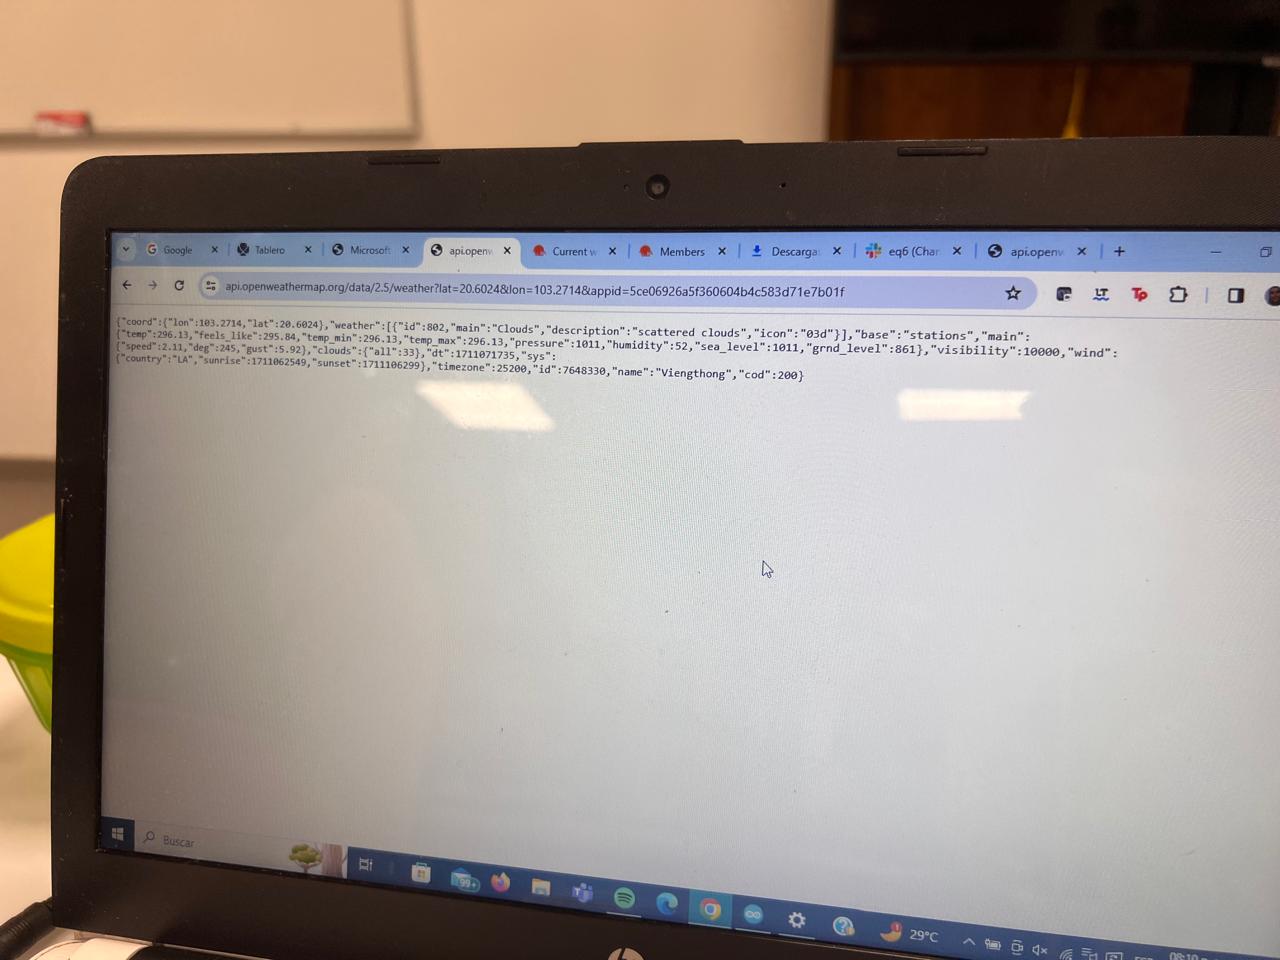 Google
Tablero
Microsoft
api.openw
Current w
Members
Descarga
eq6 (Char
api.openw
api.openweathermap.org/data/2.5/weather?lat=20.6024&lon=103.2714&appid=5ce06926a5f360604b4c583d71e7b01f
LT
TP
{"coord":{"lon":103.2714,"lat":20.6024},"weather":[{"id":802,"main":"Clouds","description":"scattered clouds","icon":"03d"}],"base":"stations","main":
{"temp":296.13,"feels_like":295.84,"temp_min":296.13,"temp_max":296.13,"pressure":1011,"humidity":52,"sea_level":1011,"grnd_level":861},"visibility":10000,"wind":
{"speed":2.11,"deg":245,"gust":5.92},"clouds":{"all":33},"dt":1711071735,"sys":
{"country":"LA","sunrise":1711062549,"sunset":1711106299},"timezone":25200,"id":7648330,"name":"Viengthong","cod":200}
Buscar
99+
29°C